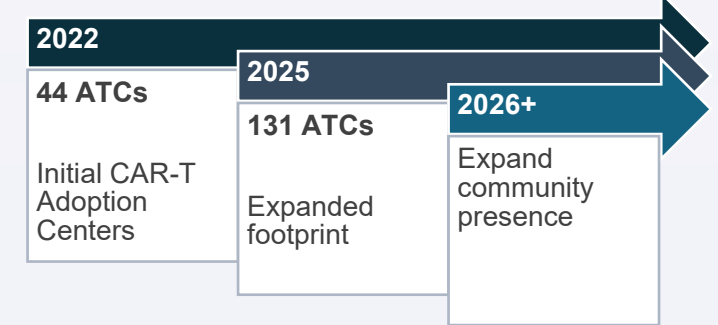 2022
44 ATCs
Initial CAR-T
Adoption
Centers
2025
131 ATCs
Expanded
footprint
2026+
Expand
community
presence